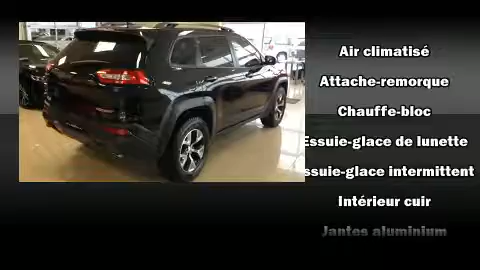 Air climatisé
Attache-remorque
Chauffe-bloc
Essuie-glace de lunette
Essuie-glace intermittent
Intérieur cuir
Jantes aluminium